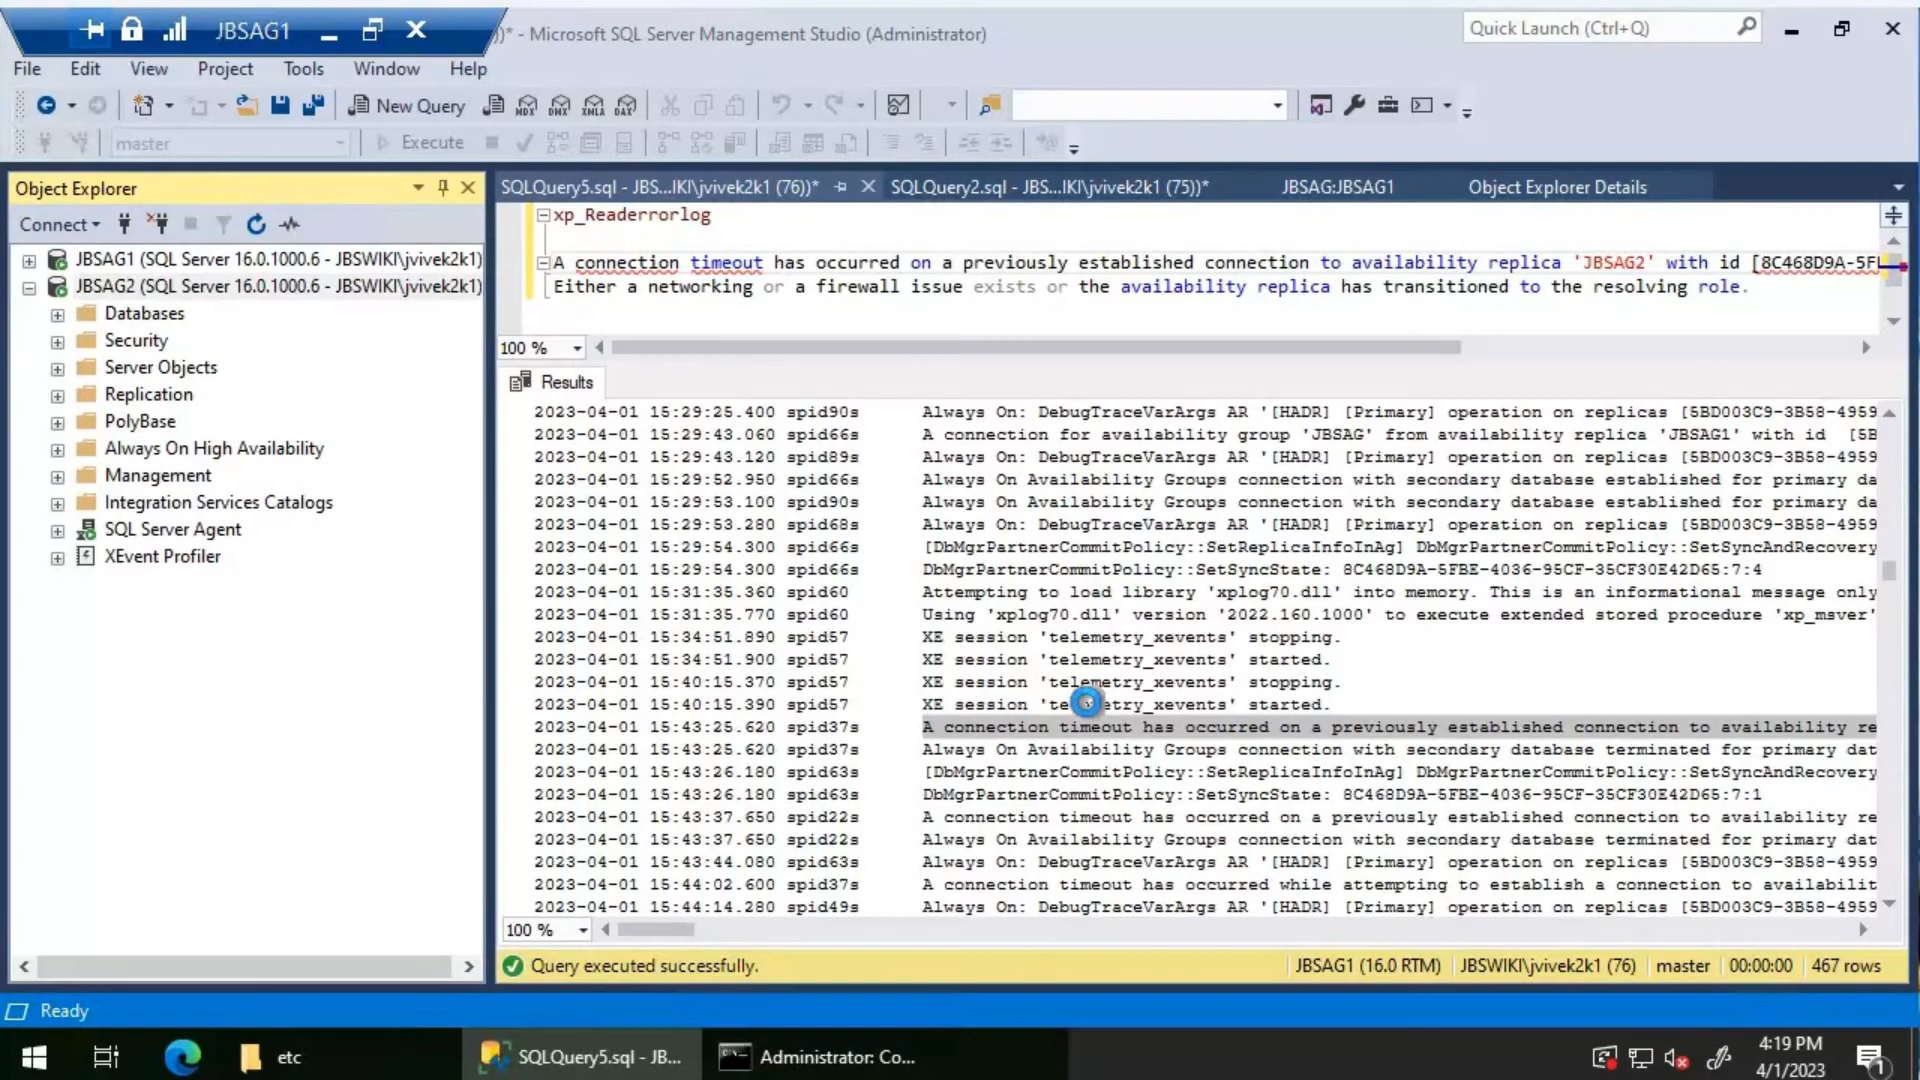 JBSAG1
))* - Microsoft SQL Server Management Studio (Administrator)
Quick Launch (Ctrl+Q)
File Edit View Project Tools Window Help
New Query MDX DMX XMLA DAX
master Execute
Object Explorer
SQLQuery5.sql - JBS...IKI\jvivek2k1 (76))* SQLQuery2.sql - JBS...IKI\jvivek2k1 (75))* JBSAG:JBSAG1 Object Explorer Details
Connect
JBSAG1 (SQL Server 16.0.1000.6 - JBSWIKI\jvivek2k1)
JBSAG2 (SQL Server 16.0.1000.6 - JBSWIKI\jvivek2k1)
Databases
Security
Server Objects
Replication
PolyBase
Always On High Availability
Management
Integration Services Catalogs
SQL Server Agent
XEvent Profiler
xp_Readerrorlog
A connection timeout has occurred on a previously established connection to availability replica 'JBSAG2' with id [8C468D9A-5F
Either a networking or a firewall issue exists or the availability replica has transitioned to the resolving role.
100 %
Results
2023-04-01 15:29:25.400 spid90s Always On: DebugTraceVarArgs AR '[HADR] [Primary] operation on replicas [5BD003C9-3B58-4959
2023-04-01 15:29:43.060 spid66s A connection for availability group 'JBSAG' from availability replica 'JBSAG1' with id [5B
2023-04-01 15:29:43.120 spid89s Always On: DebugTraceVarArgs AR '[HADR] [Primary] operation on replicas [5BD003C9-3B58-4959
2023-04-01 15:29:52.950 spid66s Always On Availability Groups connection with secondary database established for primary da
2023-04-01 15:29:53.100 spid90s Always On Availability Groups connection with secondary database established for primary da
2023-04-01 15:29:53.280 spid68s Always On: DebugTraceVarArgs AR '[HADR] [Primary] operation on replicas [5BD003C9-3B58-4959
2023-04-01 15:29:54.300 spid66s [DbMgrPartnerCommitPolicy::SetReplicaInfoInAg] DbMgrPartnerCommitPolicy::SetSyncAndRecovery
2023-04-01 15:29:54.300 spid66s DbMgrPartnerCommitPolicy::SetSyncState: 8C468D9A-5FBE-4036-95CF-35CF30E42D65:7:4
2023-04-01 15:31:35.360 spid60 Attempting to load library 'xplog70.dll' into memory. This is an informational message only
2023-04-01 15:31:35.770 spid60 Using 'xplog70.dll' version '2022.160.1000' to execute extended stored procedure 'xp_msver'
2023-04-01 15:34:51.890 spid57 XE session 'telemetry_xevents' stopping.
2023-04-01 15:34:51.900 spid57 XE session 'telemetry_xevents' started.
2023-04-01 15:40:15.370 spid57 XE session 'telemetry_xevents' stopping.
2023-04-01 15:40:15.390 spid57 XE session 'telemetry_xevents' started.
2023-04-01 15:43:25.620 spid37s A connection timeout has occurred on a previously established connection to availability re
2023-04-01 15:43:25.620 spid37s Always On Availability Groups connection with secondary database terminated for primary dat
2023-04-01 15:43:26.180 spid63s [DbMgrPartnerCommitPolicy::SetReplicaInfoInAg] DbMgrPartnerCommitPolicy::SetSyncAndRecovery
2023-04-01 15:43:26.180 spid63s DbMgrPartnerCommitPolicy::SetSyncState: 8C468D9A-5FBE-4036-95CF-35CF30E42D65:7:1
2023-04-01 15:43:37.650 spid22s A connection timeout has occurred on a previously established connection to availability re
2023-04-01 15:43:37.650 spid22s Always On Availability Groups connection with secondary database terminated for primary dat
2023-04-01 15:43:44.080 spid63s Always On: DebugTraceVarArgs AR '[HADR] [Primary] operation on replicas [5BD003C9-3B58-4959
2023-04-01 15:44:02.600 spid37s A connection timeout has occurred while attempting to establish a connection to availabilit
2023-04-01 15:44:14.280 spid49s Always On: DebugTraceVarArgs AR '[HADR] [Primary] operation on replicas [5BD003C9-3B58-4959
100 %
Query executed successfully. JBSAG1 (16.0 RTM) JBSWIKI\jvivek2k1 (76) master 00:00:00 467 rows
Ready
etc SQLQuery5.sql - JB... Administrator: Co... 4:19 PM
4/1/2023 1